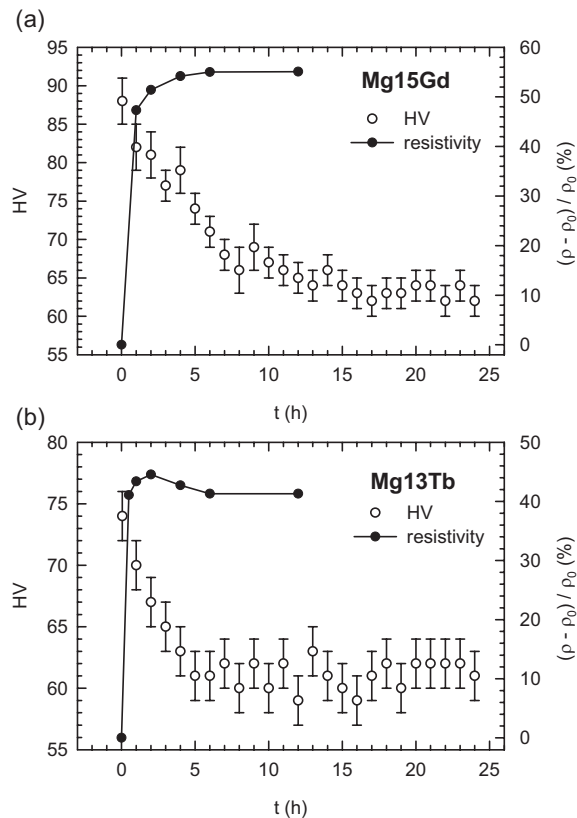 (a)
95
90
85
80
75
70
65
60
55
HV
60
50
40
30
20
10
0
(ρ - ρ₀) / ρ₀ (%)
Mg15Gd
HV
resistivity
0 5 10 15 20 25
t (h)
(b)
80
75
70
65
60
55
HV
50
40
30
20
10
0
(ρ - ρ₀) / ρ₀ (%)
Mg13Tb
HV
resistivity
0 5 10 15 20 25
t (h)